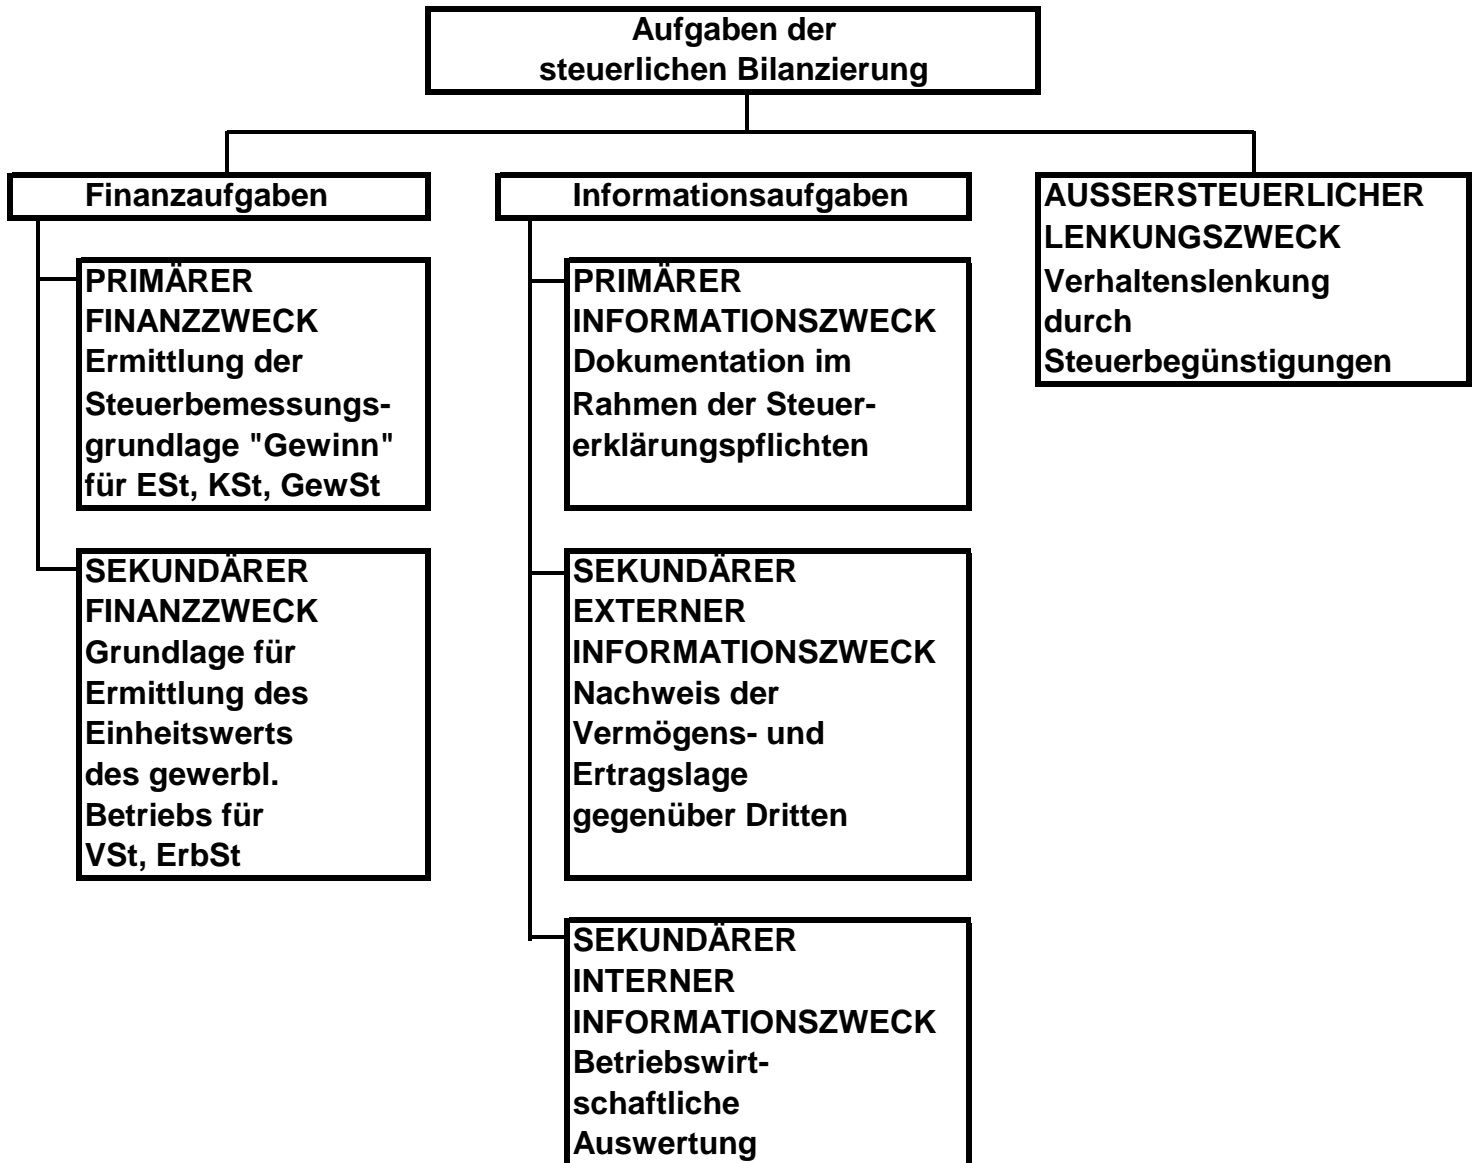 Aufgaben der
steuerlichen Bilanzierung
Finanzaufgaben
PRIMÄRER
FINANZZWECK
Ermittlung der
Steuerbemessungs-
grundlage "Gewinn"
für ESt, KSt, GewSt
SEKUNDÄRER
FINANZZWECK
Grundlage für
Ermittlung des
Einheitswerts
des gewerbl.
Betriebs für
VSt, ErbSt
Informationsaufgaben
PRIMÄRER
INFORMATIONSZWECK
Dokumentation im
Rahmen der Steuer-
erklärungspflichten
SEKUNDÄRER
EXTERNER
INFORMATIONSZWECK
Nachweis der
Vermögens- und
Ertragslage
gegenüber Dritten
SEKUNDÄRER
INTERNER
INFORMATIONSZWECK
Betriebswirt-
schaftliche
Auswertung
AUSSERSTEUERLICHER
LENKUNGSZWECK
Verhaltenslenkung
durch
Steuerbegünstigungen